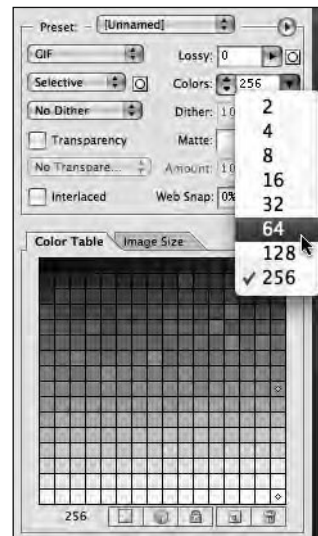 Preset: [Unnamed]
GIF Lossy: 0
Selective Colors: 256
No Dither Dither:
Transparency Matte:
No Transpare... Amount:
Interlaced Web Snap: 0%
2
4
8
16
32
64
128
✓ 256
Color Table Image Size
256